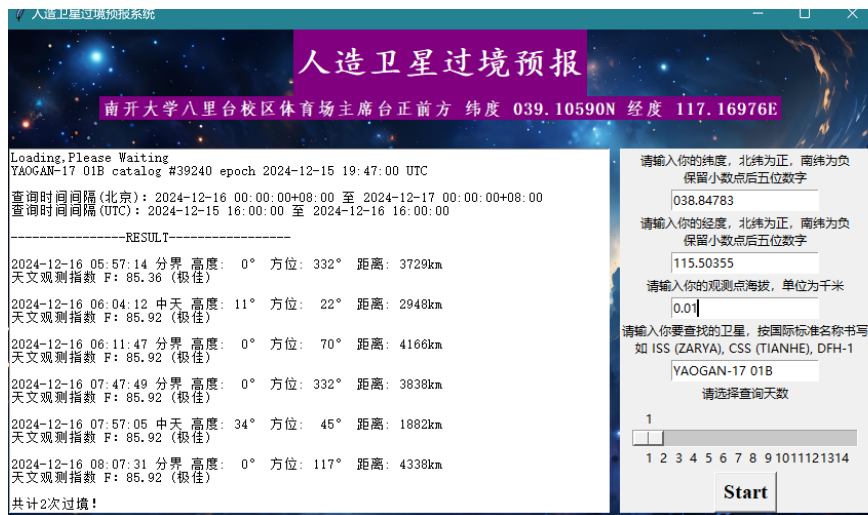 人造卫星过境预报系统
人造卫星过境预报
南开大学八里台校区体育场主席台正前方 纬度 039.10590N 经度 117.16976E
Loading,Please Waiting
YAOGAN-17 01B catalog #39240 epoch 2024-12-15 19:47:00 UTC
查询时间间隔(北京): 2024-12-16 00:00:00+08:00 至 2024-12-17 00:00:00+08:00
查询时间间隔(UTC): 2024-12-15 16:00:00 至 2024-12-16 16:00:00
----------------RESULT-----------------
2024-12-16 05:57:14 分界 高度: 0° 方位: 332° 距离: 3729km
天文观测指数 F: 85.36 (极佳)
2024-12-16 06:04:12 中天 高度: 11° 方位: 22° 距离: 2948km
天文观测指数 F: 85.92 (极佳)
2024-12-16 06:11:47 分界 高度: 0° 方位: 70° 距离: 4166km
天文观测指数 F: 85.92 (极佳)
2024-12-16 07:47:49 分界 高度: 0° 方位: 332° 距离: 3838km
天文观测指数 F: 85.92 (极佳)
2024-12-16 07:57:05 中天 高度: 34° 方位: 45° 距离: 1882km
天文观测指数 F: 85.92 (极佳)
2024-12-16 08:07:31 分界 高度: 0° 方位: 117° 距离: 4338km
天文观测指数 F: 85.92 (极佳)
共计2次过境!
请输入你的纬度，北纬为正，南纬为负
保留小数点后五位数字
038.84783
请输入你的经度，北纬为正，南纬为负
保留小数点后五位数字
115.50355
请输入你的观测点海拔，单位为千米
0.01
请输入你要查找的卫星，按国际标准名称书写
如 ISS (ZARYA), CSS (TIANHE), DFH-1
YAOGAN-17 01B
请选择查询天数
1
1 2 3 4 5 6 7 8 9 1011121314
Start